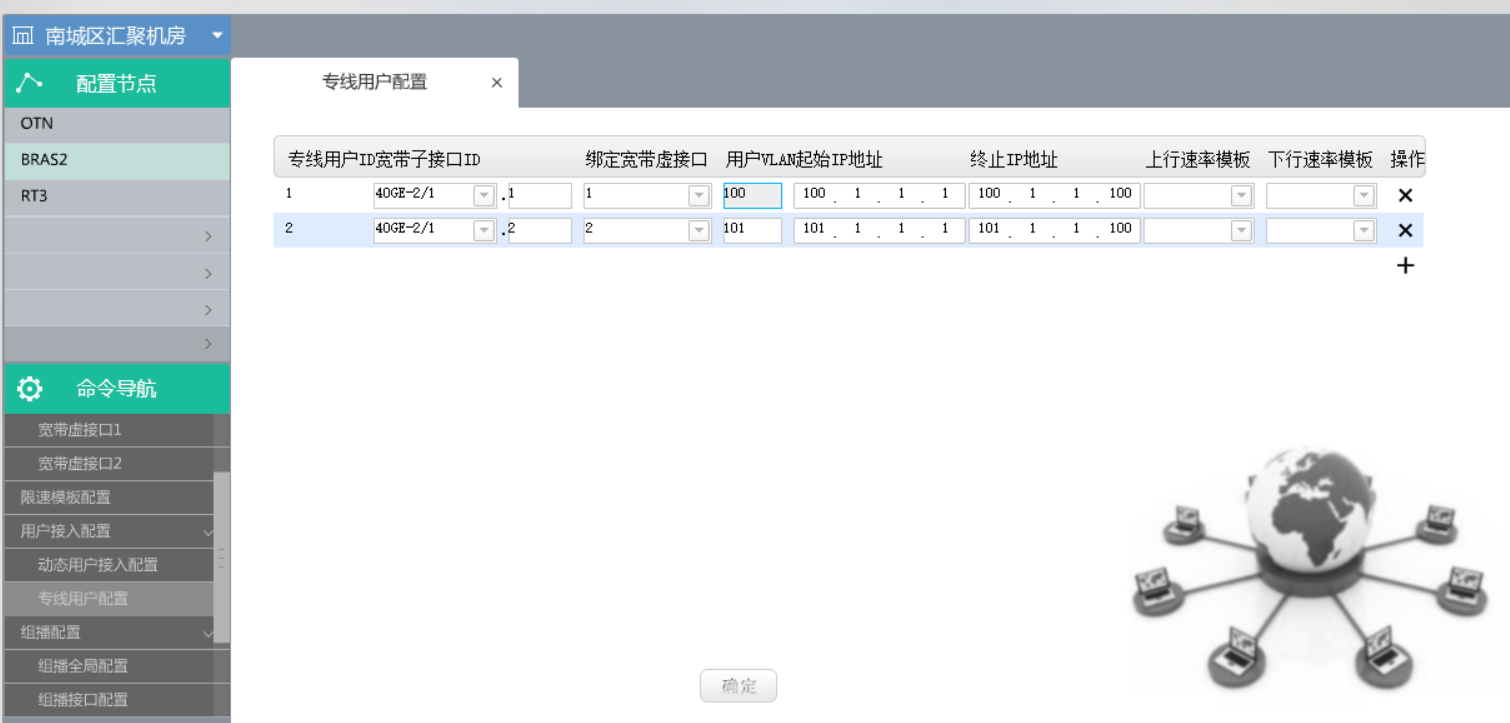 南城区汇聚机房
配置节点
专线用户配置 ×
OTN
BRAS2
RT3
专线用户ID宽带子接口ID 绑定宽带虚接口 用户VLAN起始IP地址 终止IP地址 上行速率模板 下行速率模板 操作
1 40GE-2/1 .1 1 100 100 . 1 . 1 . 1 100 . 1 . 1 . 100
2 40GE-2/1 .2 2 101 101 . 1 . 1 . 1 101 . 1 . 1 . 100
命令导航
宽带虚接口1
宽带虚接口2
限速模板配置
用户接入配置
动态用户接入配置
专线用户配置
组播配置
组播全局配置
组播接口配置
确定